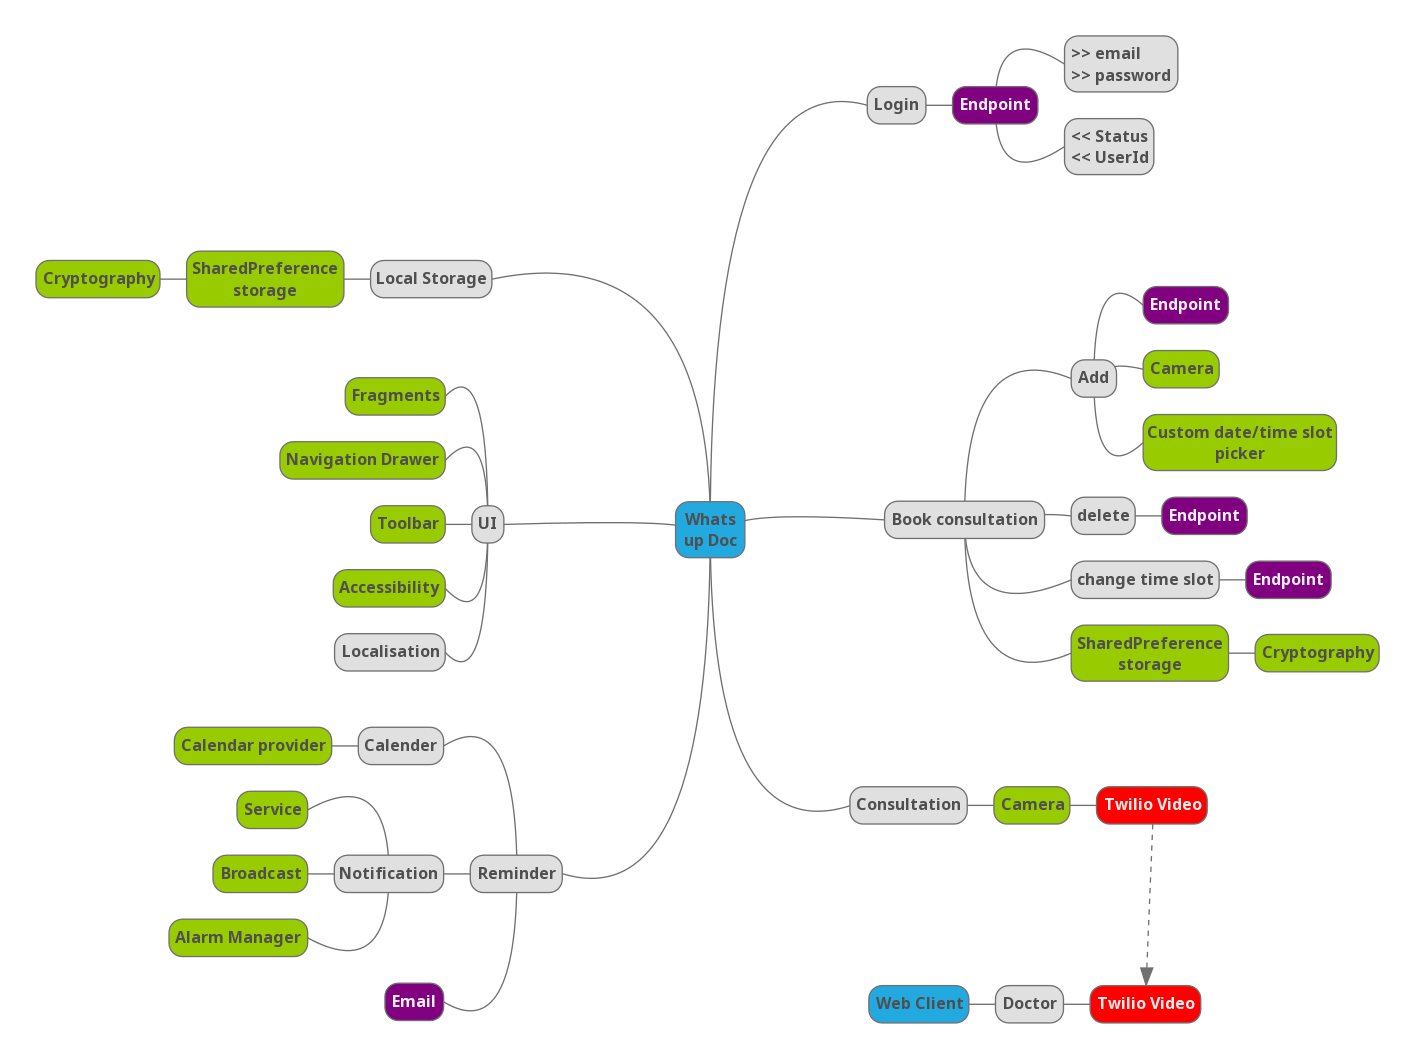 >> email
>> password
Login
Endpoint
<< Status
<< UserId
Cryptography
SharedPreference
storage
Local Storage
Endpoint
Camera
Add
Custom date/time slot
picker
Fragments
Navigation Drawer
Toolbar
UI
Accessibility
Localisation
Whats
up Doc
Book consultation
delete
Endpoint
change time slot
Endpoint
SharedPreference
storage
Cryptography
Calendar provider
Calender
Service
Broadcast
Notification
Reminder
Alarm Manager
Email
Consultation
Camera
Twilio Video
Web Client
Doctor
Twilio Video